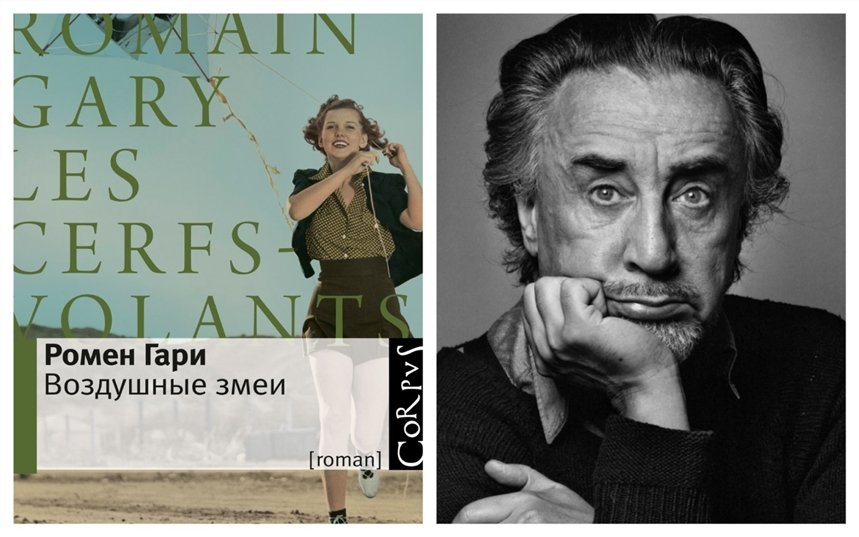 ROMAIN
GARY
LES
CERFS-
VOLANTS
Ромен Гари
Воздушные змеи
[roman]
CoRpvS